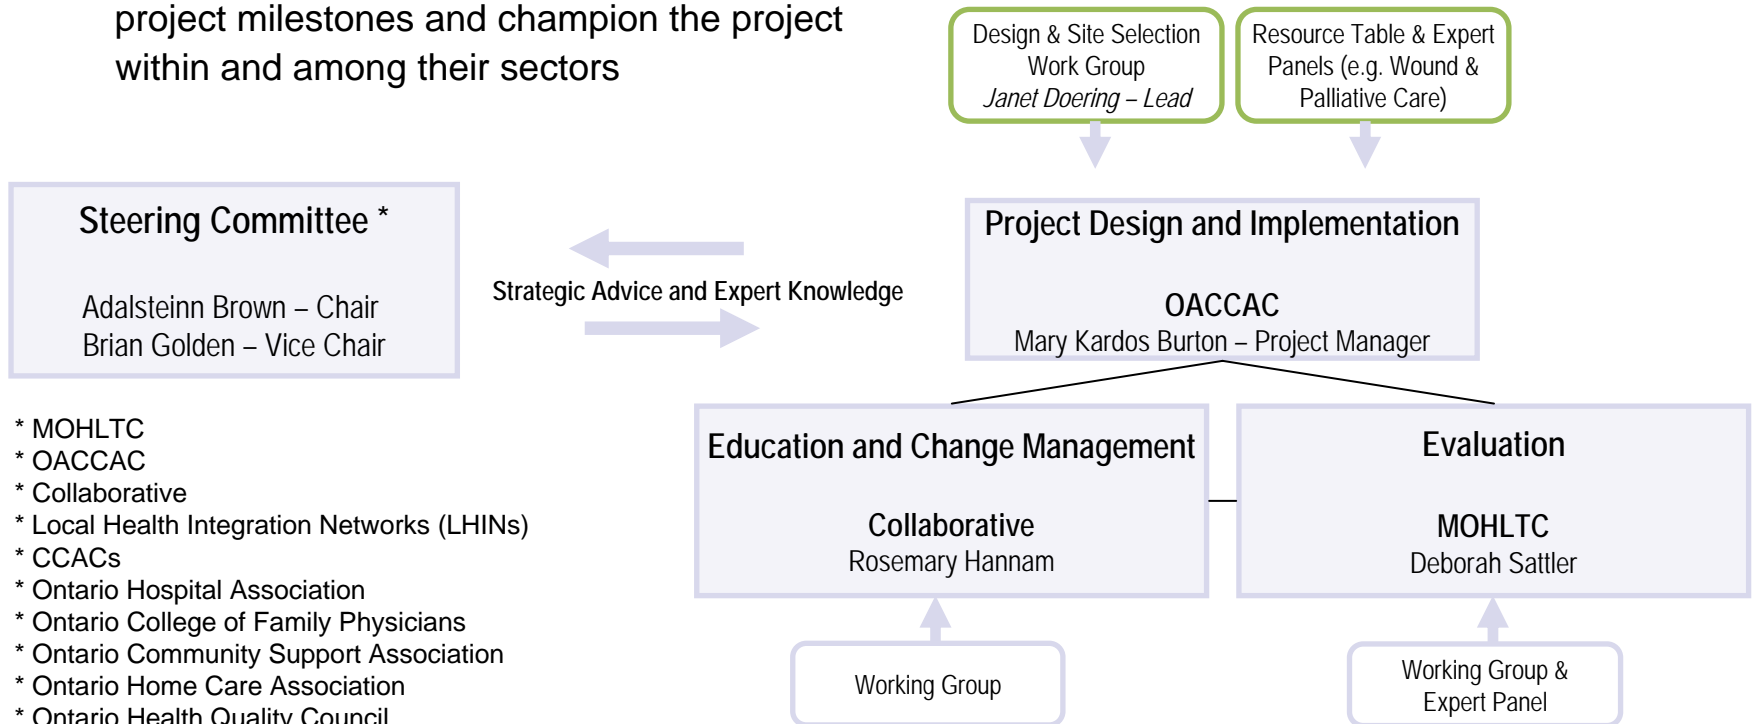 project milestones and champion the project
within and among their sectors
Design & Site Selection
Work Group
Janet Doering – Lead
Resource Table & Expert
Panels (e.g. Wound &
Palliative Care)
Steering Committee *
Adalsteinn Brown – Chair
Brian Golden – Vice Chair
Strategic Advice and Expert Knowledge
Project Design and Implementation
OACCAC
Mary Kardos Burton – Project Manager
* MOHLTC
* OACCAC
* Collaborative
* Local Health Integration Networks (LHINs)
* CCACs
* Ontario Hospital Association
* Ontario College of Family Physicians
* Ontario Community Support Association
* Ontario Home Care Association
* Ontario Health Quality Council
Education and Change Management
Collaborative
Rosemary Hannam
Evaluation
MOHLTC
Deborah Sattler
Working Group
Working Group &
Expert Panel